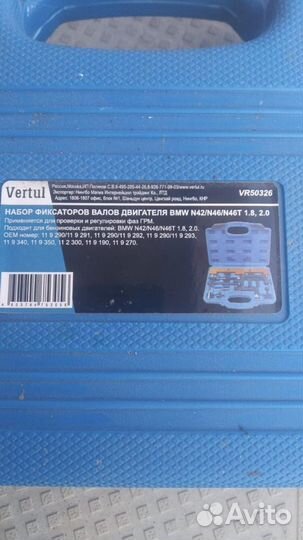 Vertul
VR50326
НАБОР ФИКСАТОРОВ ВАЛОВ ДВИГАТЕЛЯ BMW N42/N46/N46T 1.8, 2.0
Применяется для проверки и регулировки фаз ГРМ.
Подходит для бензиновых двигателей: BMW N42/N46/N46T 1.8, 2.0.
OEM номер: 11 9 290/11 9 291, 11 9 290/11 9 292, 11 9 290/11 9 293,
11 9 340, 11 9 350, 11 2 300, 11 9 190, 11 9 270.
Avito